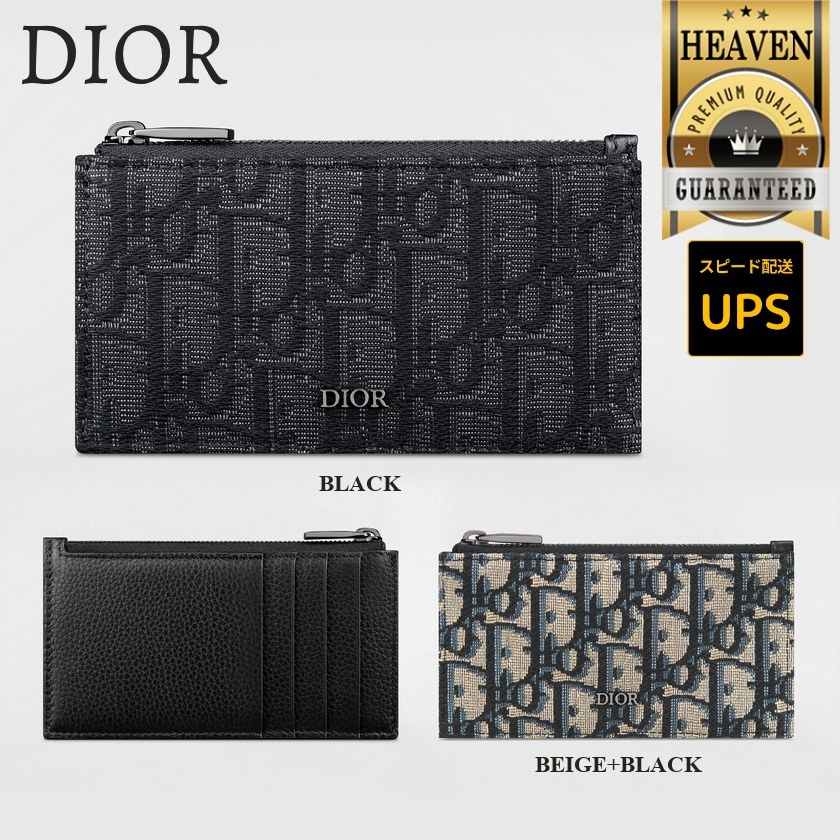 DIOR
HEAVEN
PREMIUM QUALITY
GUARANTEED
スピード配送
UPS
DIOR
BLACK
DIOR
BEIGE+BLACK